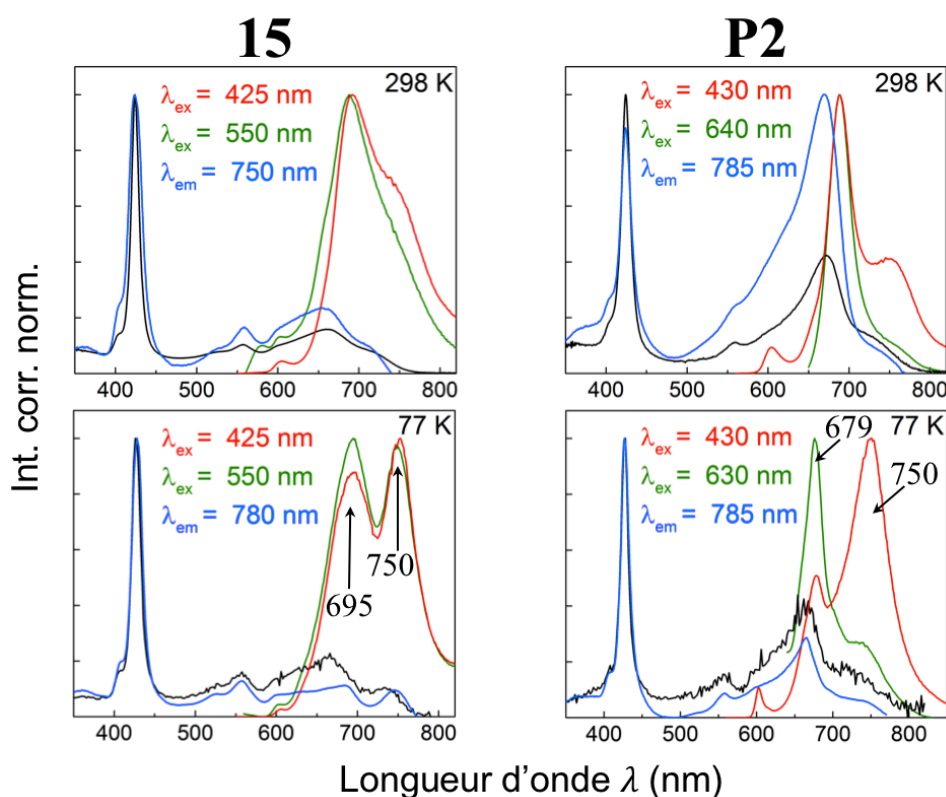 15
P2
298 K
λex = 425 nm
λex = 550 nm
λem = 750 nm
400 500 600 700 800
298 K
λex = 430 nm
λex = 640 nm
λem = 785 nm
400 500 600 700 800
77 K
λex = 425 nm
λex = 550 nm
λem = 780 nm
695
750
400 500 600 700 800
77 K
λex = 430 nm
λex = 630 nm
λem = 785 nm
679
750
400 500 600 700 800
Int. corr. norm.
Longueur d’onde λ (nm)